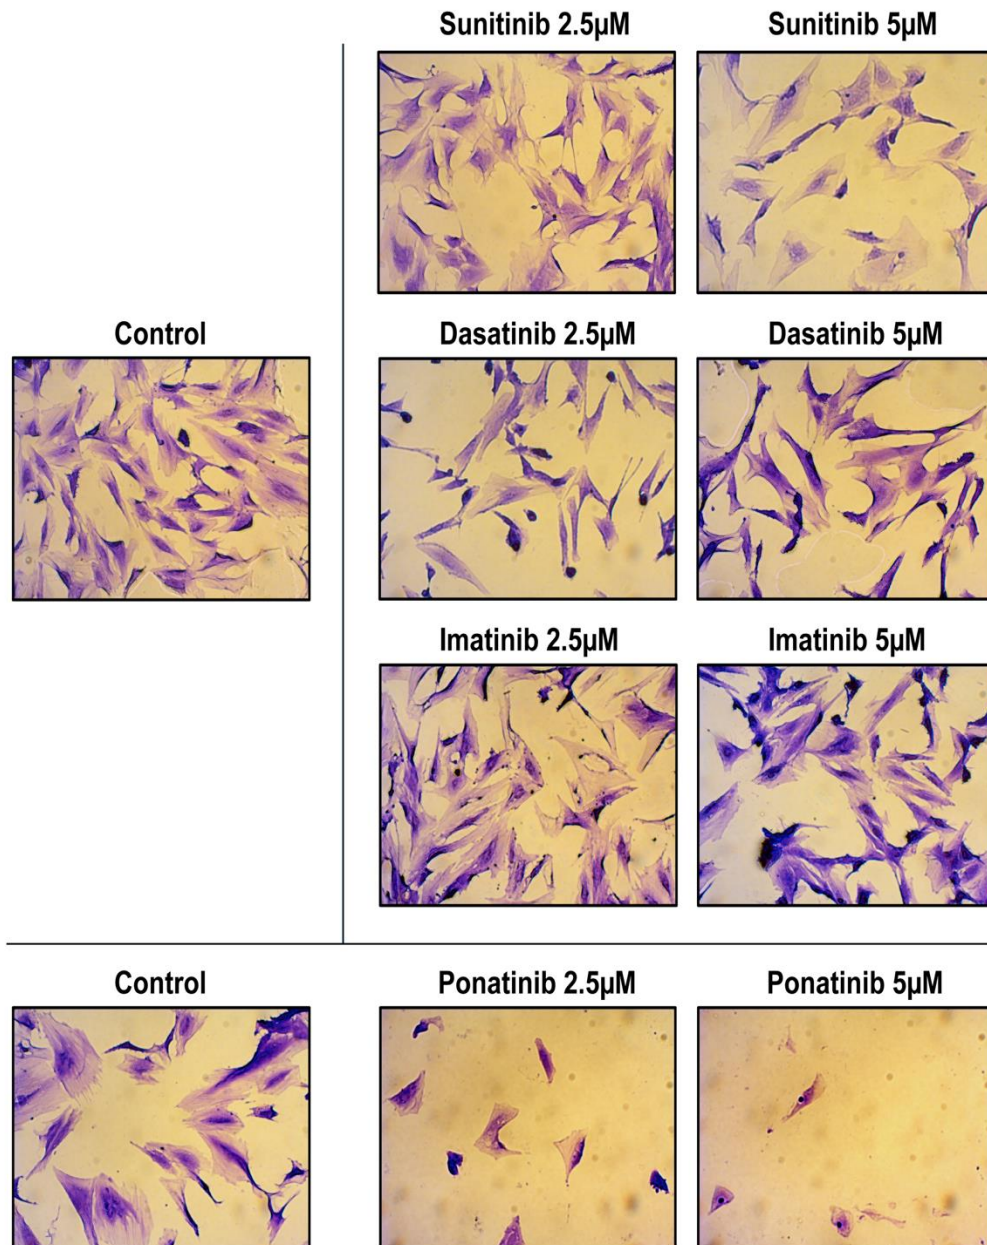 Sunitinib 2.5µM
Sunitinib 5µM
Control
Dasatinib 2.5µM
Dasatinib 5µM
Imatinib 2.5µM
Imatinib 5µM
Control
Ponatinib 2.5µM
Ponatinib 5µM